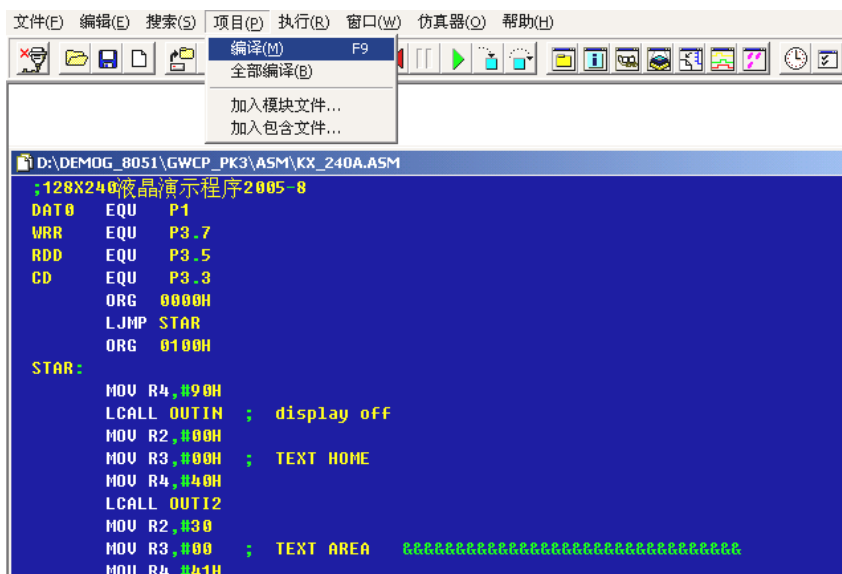 文件(F) 编辑(E) 搜索(S) 项目(P) 执行(R) 窗口(W) 仿真器(O) 帮助(H)
编译(M) F9
全部编译(B)
加入模块文件...
加入包含文件...
D:\DEMOG_8051\GWCP_PK3\ASM\KX_240A.ASM
;128X240液晶演示程序2005-8
DAT0 EQU P1
WRR EQU P3.7
RDD EQU P3.5
CD EQU P3.3
ORG 0000H
LJMP STAR
ORG 0100H
STAR:
MOV R4,#90H
LCALL OUTIN ; display off
MOV R2,#00H
MOV R3,#00H ; TEXT HOME
MOV R4,#40H
LCALL OUTI2
MOV R2,#30
MOV R3,#00 ; TEXT AREA &&&&&&&&&&&&&&&&&&&&&&&&&&&&&&&&
MOV R4,#41H